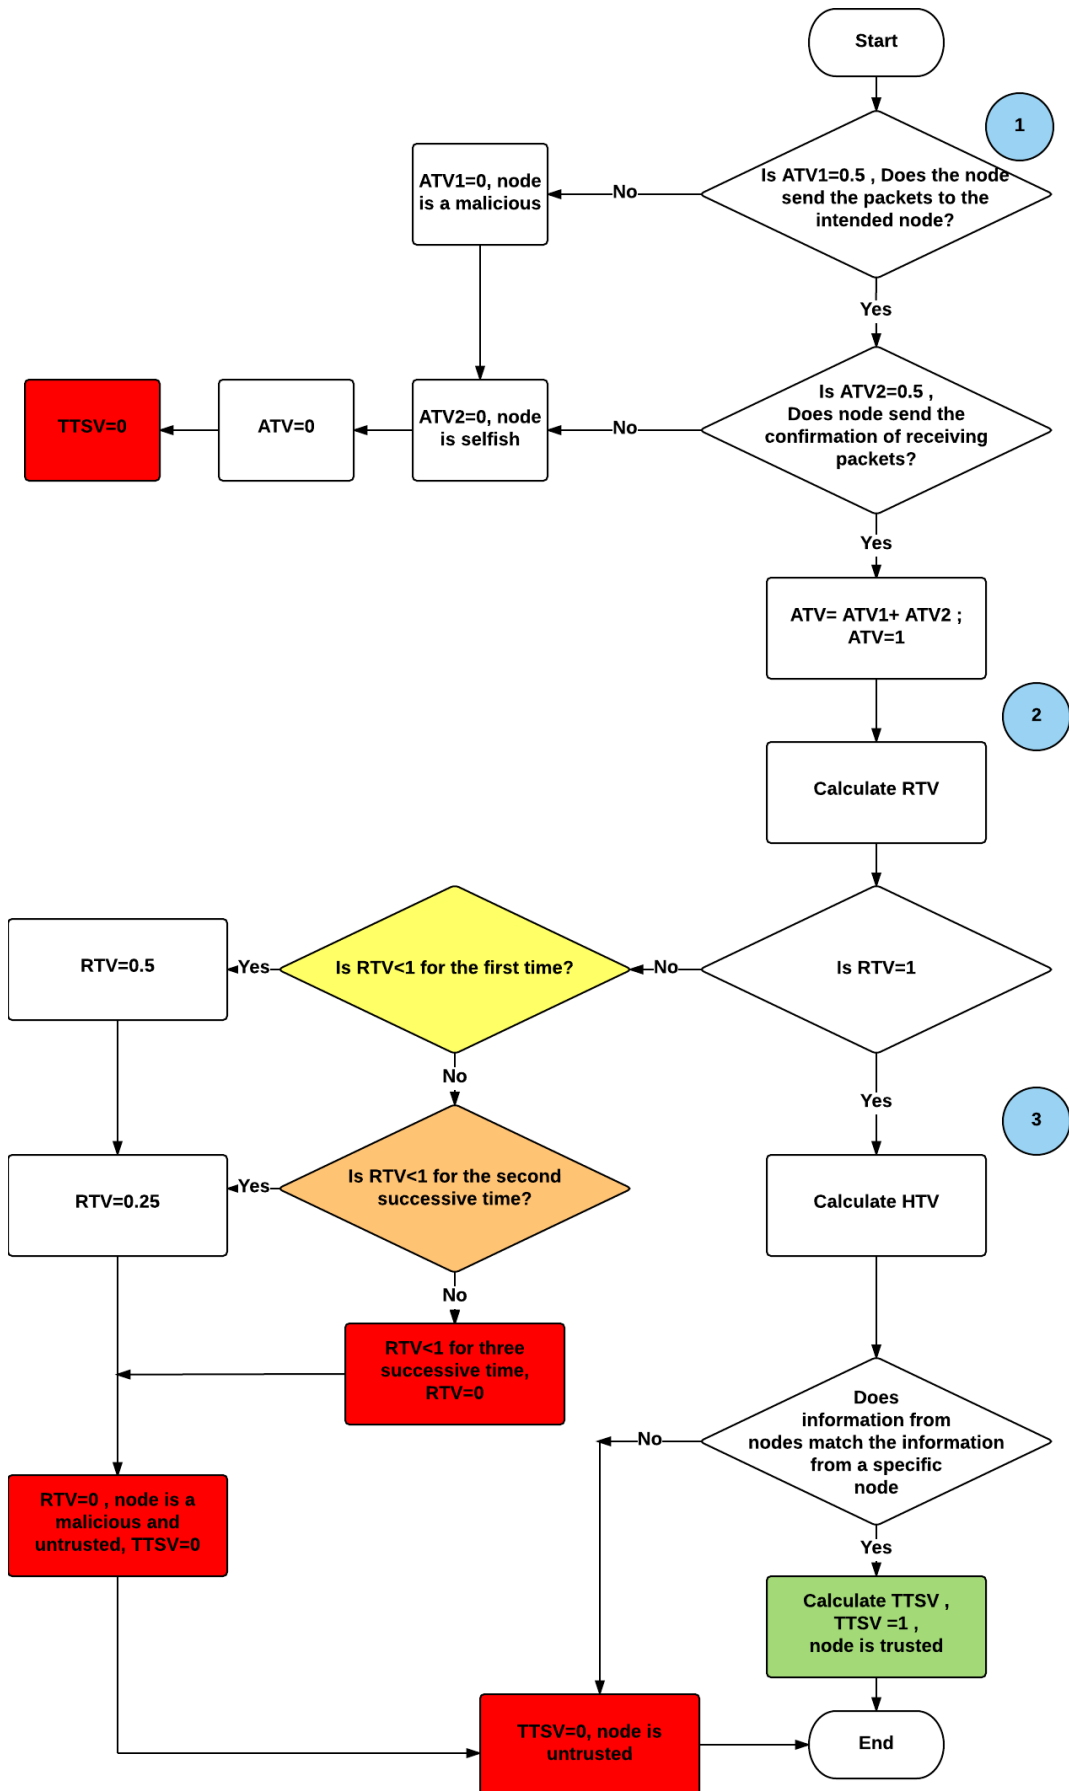 Start
1
Is ATV1=0.5 , Does the node
send the packets to the
intended node?
No
ATV1=0, node
is a malicious
Yes
Is ATV2=0.5 ,
Does node send the
confirmation of receiving
packets?
No
ATV2=0, node
is selfish
ATV=0
TTSV=0
Yes
ATV= ATV1+ ATV2 ;
ATV=1
2
Calculate RTV
Is RTV=1
No
Is RTV<1 for the first time?
Yes
RTV=0.5
No
Yes
3
Is RTV<1 for the second
successive time?
Yes
RTV=0.25
Calculate HTV
No
RTV<1 for three
successive time,
RTV=0
Does
information from
nodes match the information
from a specific
node
No
RTV=0 , node is a
malicious and
untrusted, TTSV=0
Yes
Calculate TTSV ,
TTSV =1 ,
node is trusted
TTSV=0, node is
untrusted
End